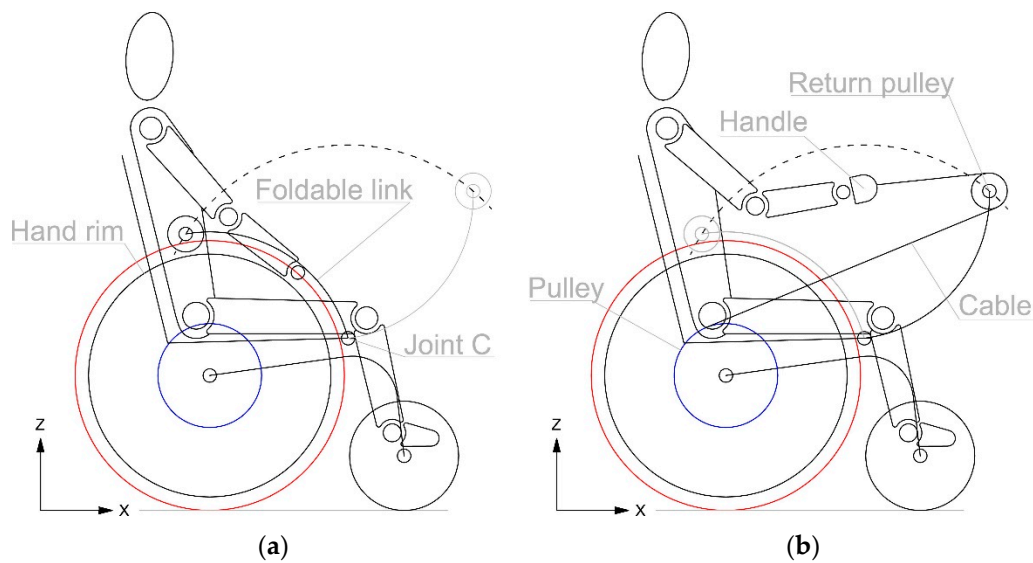 Foldable link
Hand rim
Joint C
z
x
(a)
Return pulley
Handle
Pulley
Cable
z
x
(b)